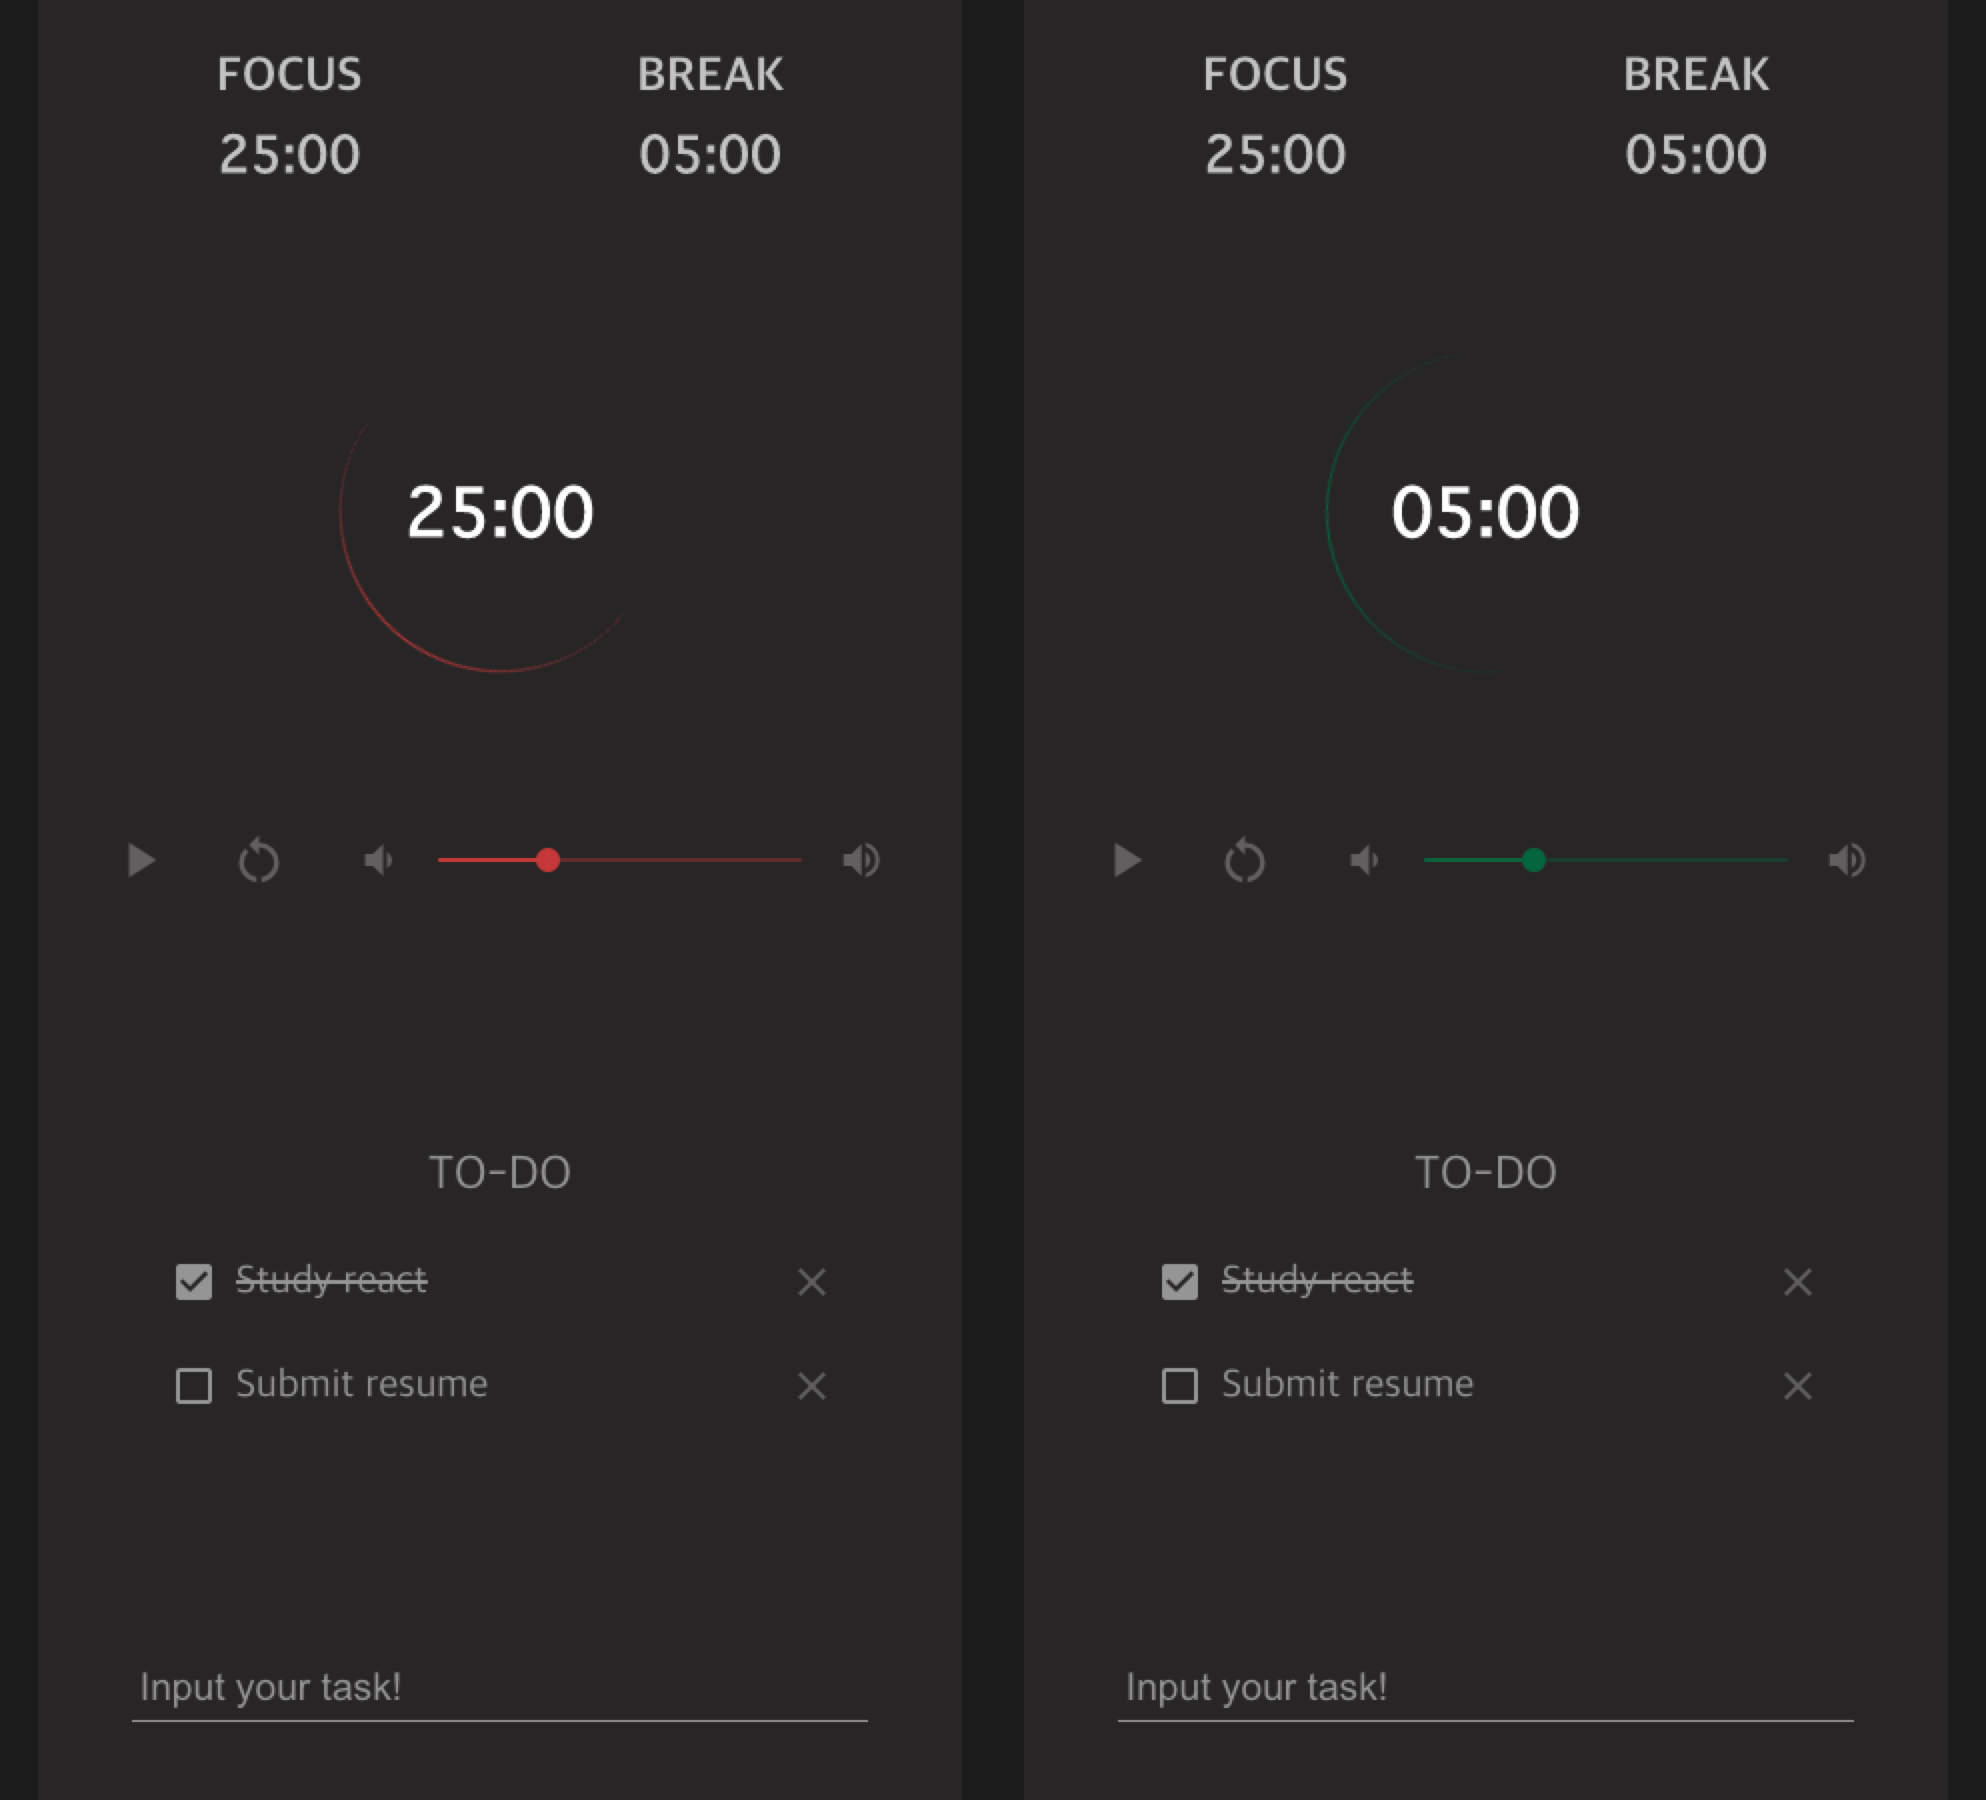 FOCUS BREAK
25:00 05:00
25:00
TO-DO
Study react
Submit resume
Input your task!
FOCUS BREAK
25:00 05:00
05:00
TO-DO
Study react
Submit resume
Input your task!